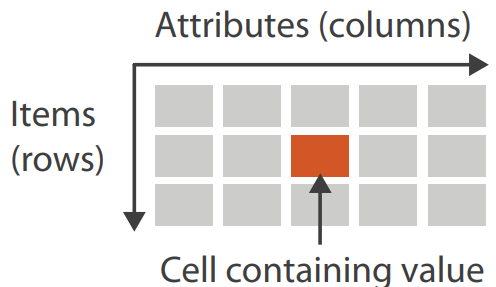 Attributes (columns)
Items
(rows)
Cell containing value